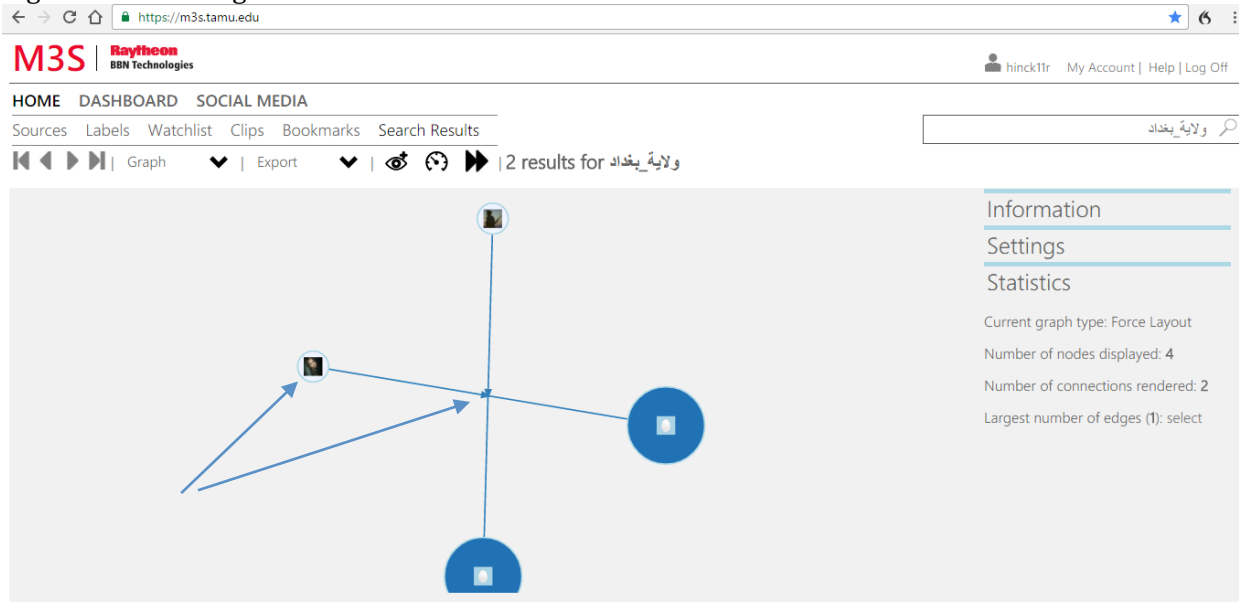 https://m3s.tamu.edu
M3S | Raytheon
BBN Technologies
hinck11r My Account | Help | Log Off
HOME DASHBOARD SOCIAL MEDIA
Sources Labels Watchlist Clips Bookmarks Search Results
ولاية_بغداد
| Graph | Export | | 2 results for ولاية_بغداد
Information
Settings
Statistics
Current graph type: Force Layout
Number of nodes displayed: 4
Number of connections rendered: 2
Largest number of edges (1): select